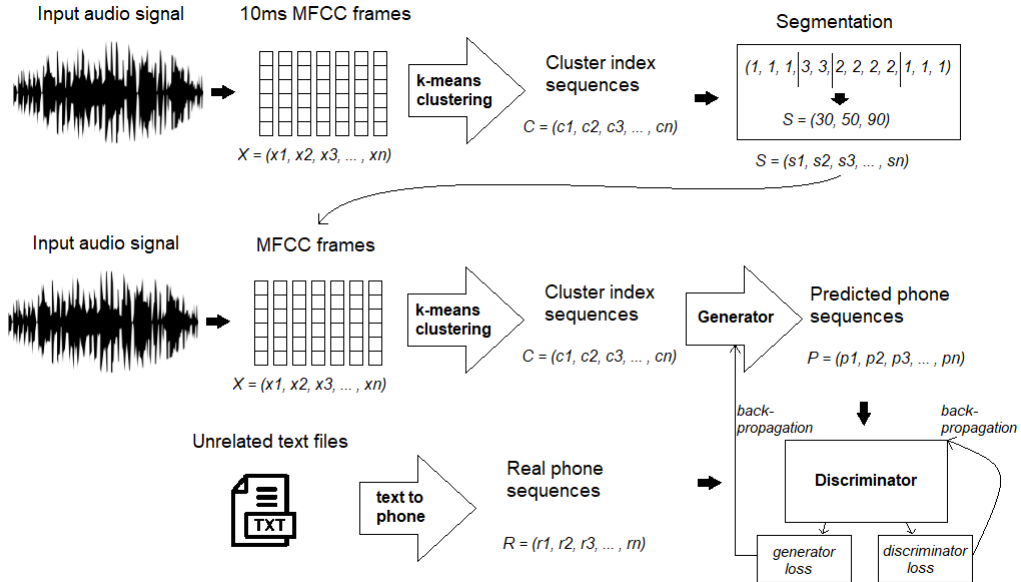 Input audio signal
10ms MFCC frames
Segmentation
k-means
clustering
Cluster index
sequences
(1, 1, 1, 3, 3, 2, 2, 2, 2, 1, 1, 1)
S = (30, 50, 90)
C = (c1, c2, c3, ... , cn)
X = (x1, x2, x3, ... , xn)
S = (s1, s2, s3, ... , sn)
Input audio signal
MFCC frames
k-means
clustering
Cluster index
sequences
Generator
Predicted phone
sequences
C = (c1, c2, c3, ... , cn)
P = (p1, p2, p3, ... , pn)
X = (x1, x2, x3, ... , xn)
back-
propagation
back-
propagation
Unrelated text files
TXT
text to
phone
Real phone
sequences
R = (r1, r2, r3, ... , rn)
Discriminator
generator
loss
discriminator
loss